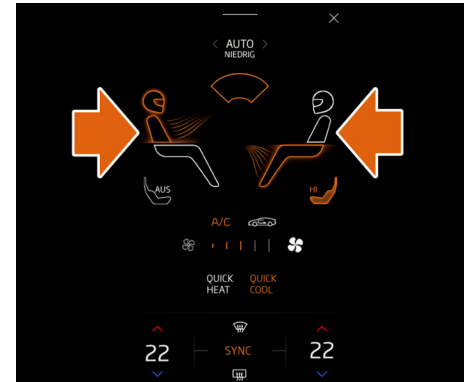 AUTO
NIEDRIG
AUS
HI
A/C
QUICK HEAT
QUICK COOL
22
SYNC
22